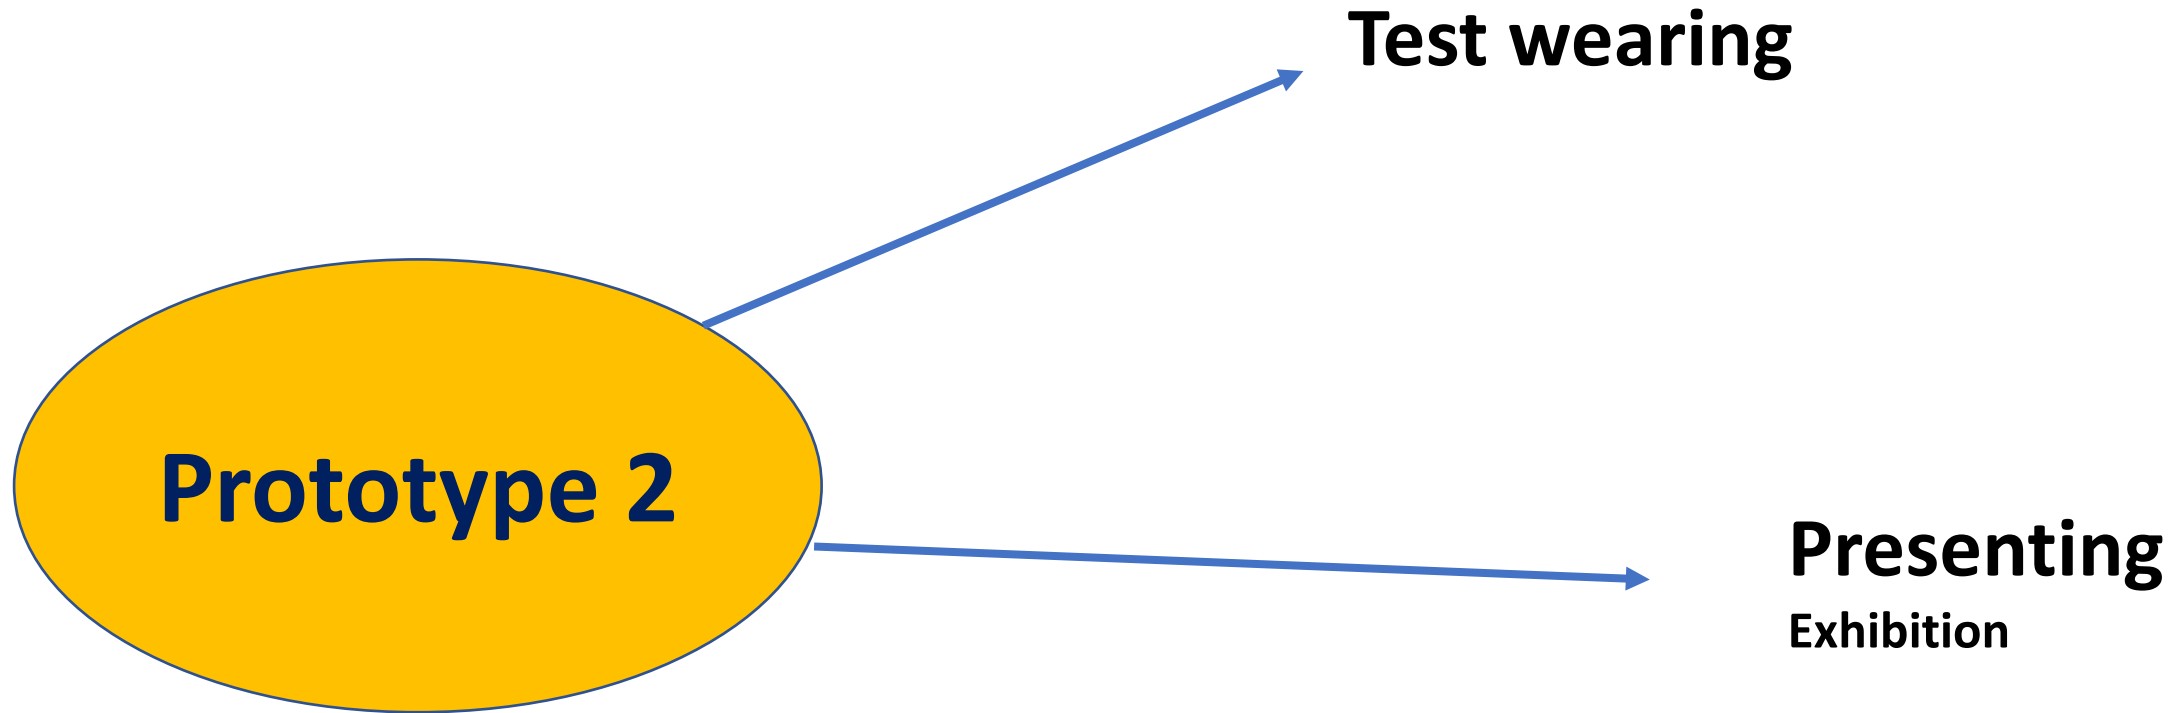 Test wearing
Prototype 2
Presenting
Exhibition